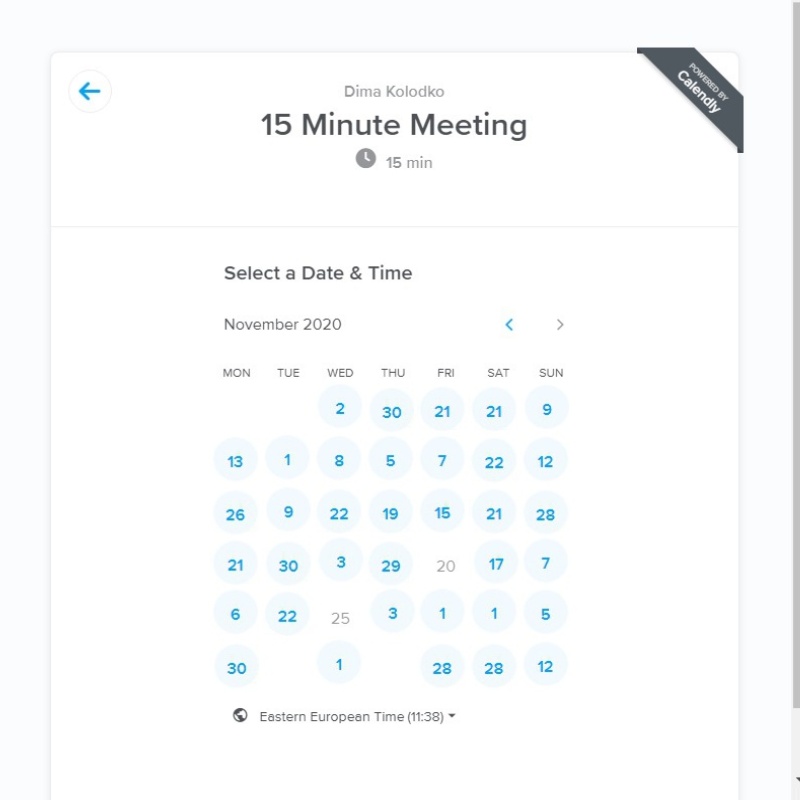 POWERED BY
Calendly
Dima Kolodko
15 Minute Meeting
15 min
Select a Date & Time
November 2020
MON TUE WED THU FRI SAT SUN
2 30 21 21 9
13 1 8 5 7 22 12
26 9 22 19 15 21 28
21 30 3 29 20 17 7
6 22 25 3 1 1 5
30 1 28 28 12
Eastern European Time (11:38)